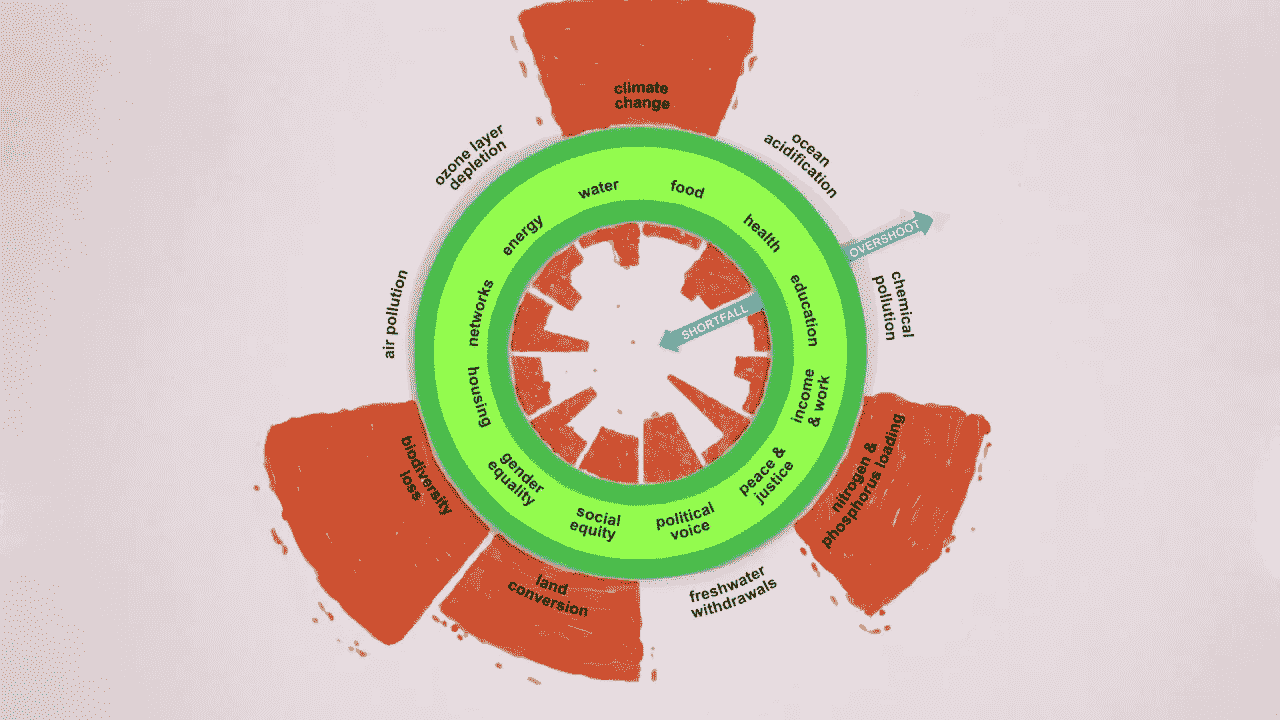 climate
change
ozone layer
depletion
ocean
acidification
water
food
energy
health
OVERSHOOT
air pollution
networks
education
chemical
pollution
SHORTFALL
housing
income
& work
biodiversity
loss
nitrogen &
phosphorus loading
gender
equality
peace &
justice
social
equity
political
voice
land
conversion
freshwater
withdrawals